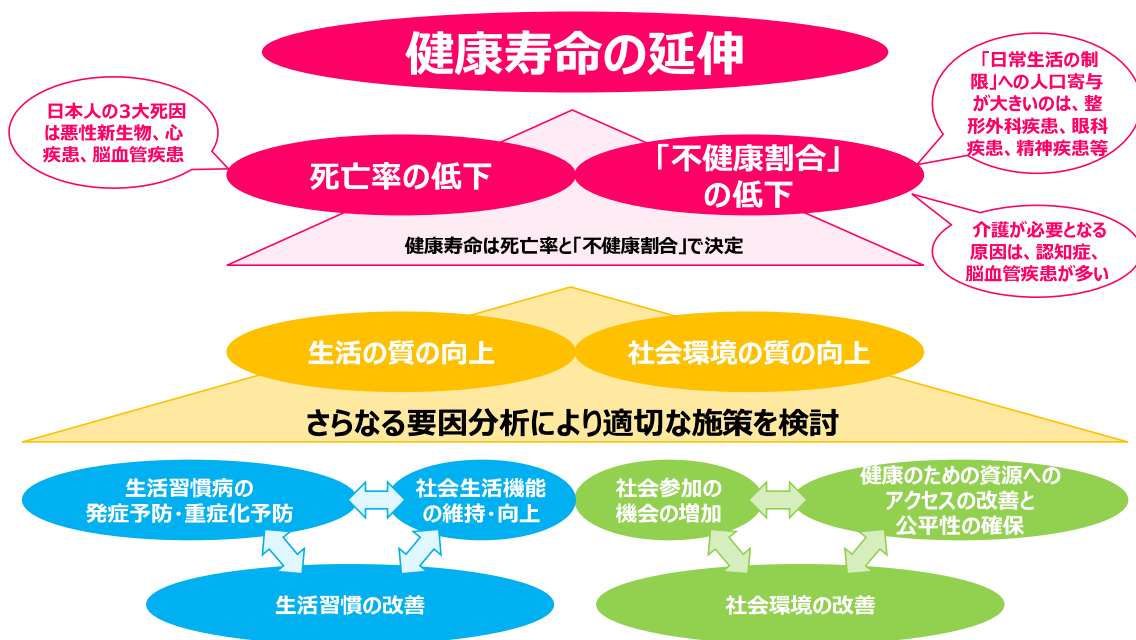 健康寿命の延伸
日本人の3大死因
は悪性新生物、心
疾患、脳血管疾患
「日常生活の制
限」への人口寄与
が大きいのは、整
形外科疾患、眼科
疾患、精神疾患等
死亡率の低下
「不健康割合」
の低下
健康寿命は死亡率と「不健康割合」で決定
介護が必要となる
原因は、認知症、
脳血管疾患が多い
生活の質の向上
社会環境の質の向上
さらなる要因分析により適切な施策を検討
生活習慣病の
発症予防・重症化予防
社会生活機能
の維持・向上
社会参加の
機会の増加
健康のための資源への
アクセスの改善と
公平性の確保
生活習慣の改善
社会環境の改善